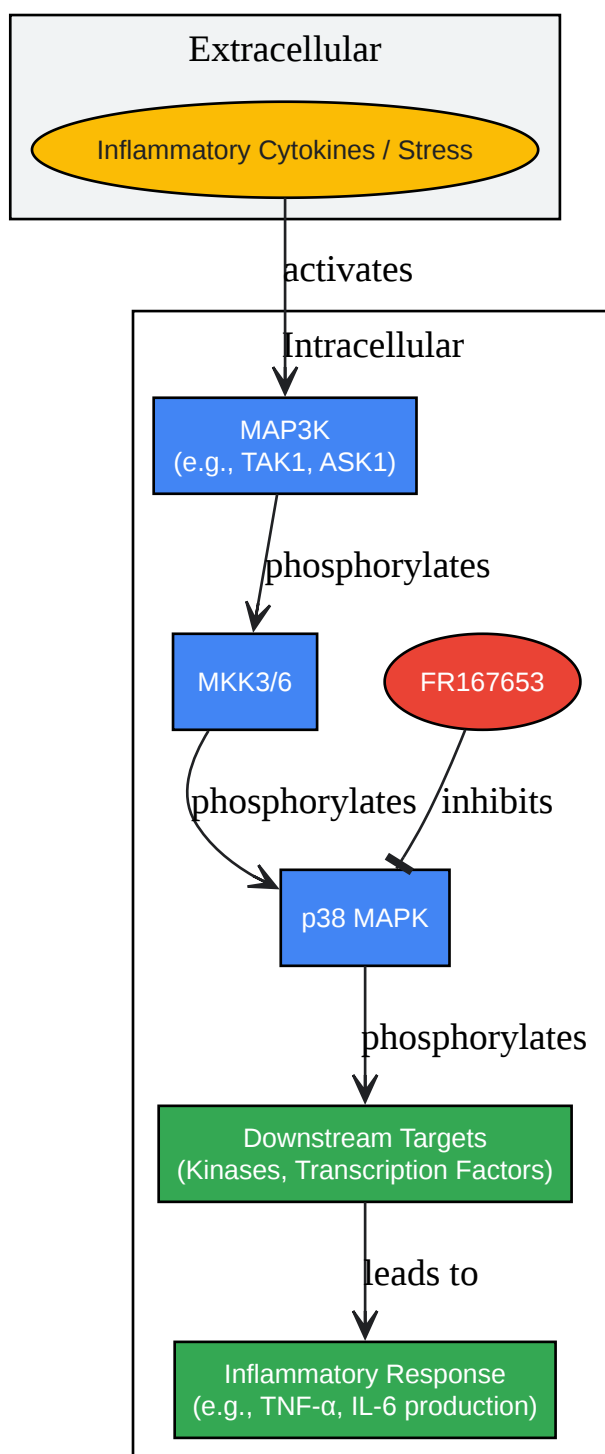 Extracellular
Inflammatory Cytokines / Stress
activates
Intracellular
MAP3K
(e.g., TAK1, ASK1)
phosphorylates
MKK3/6
FR167653
phosphorylates
inhibits
p38 MAPK
phosphorylates
Downstream Targets
(Kinases, Transcription Factors)
leads to
Inflammatory Response
(e.g., TNF-α, IL-6 production)